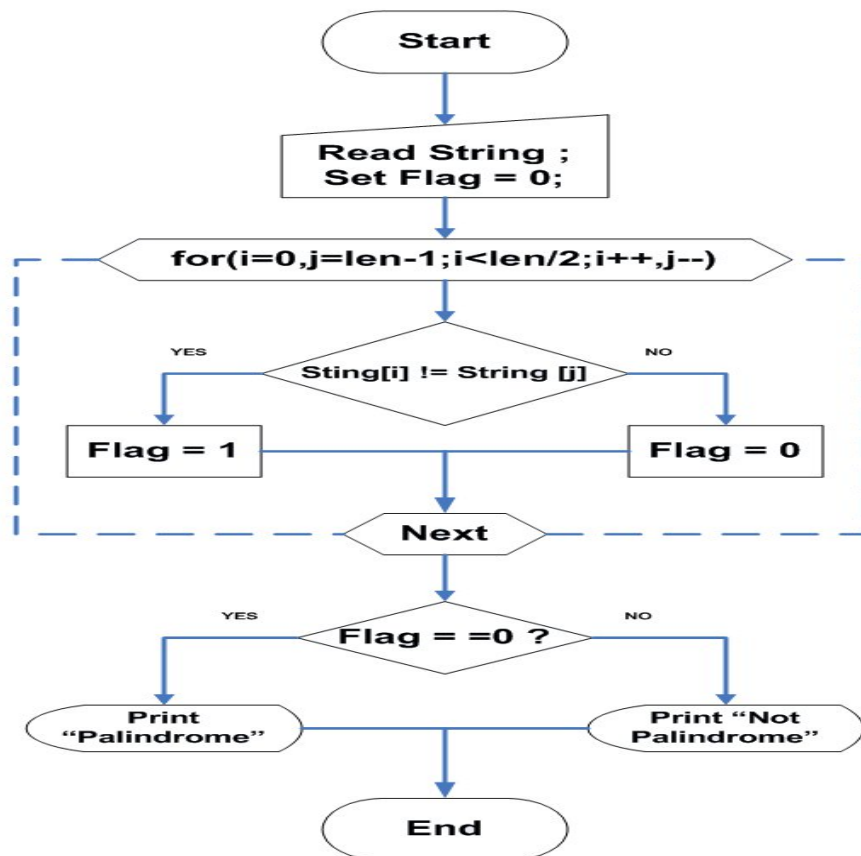 Start
Read String ;
Set Flag = 0;
for(i=0,j=len-1;i<len/2;i++,j--)
YES
NO
Sting[i] != String [j]
Flag = 1
Flag = 0
Next
YES
NO
Flag = =0 ?
Print
“Palindrome”
Print “Not
Palindrome”
End